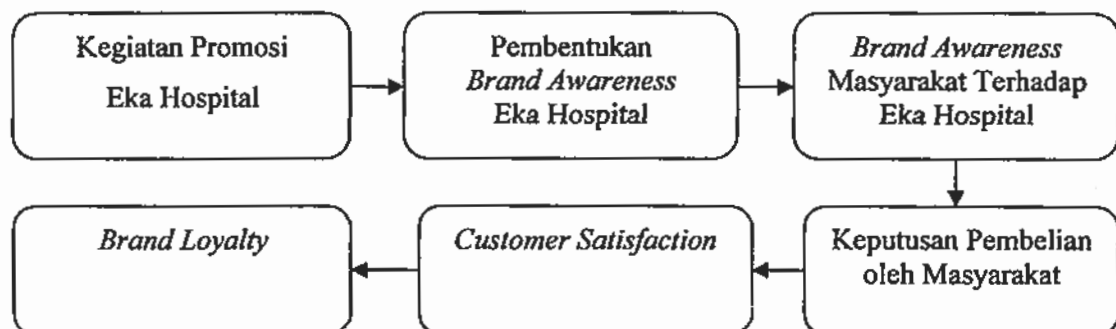 Kegiatan Promosi
Eka Hospital
Pembentukan
Brand Awareness
Eka Hospital
Brand Awareness
Masyarakat Terhadap
Eka Hospital
Keputusan Pembelian
oleh Masyarakat
Customer Satisfaction
Brand Loyalty